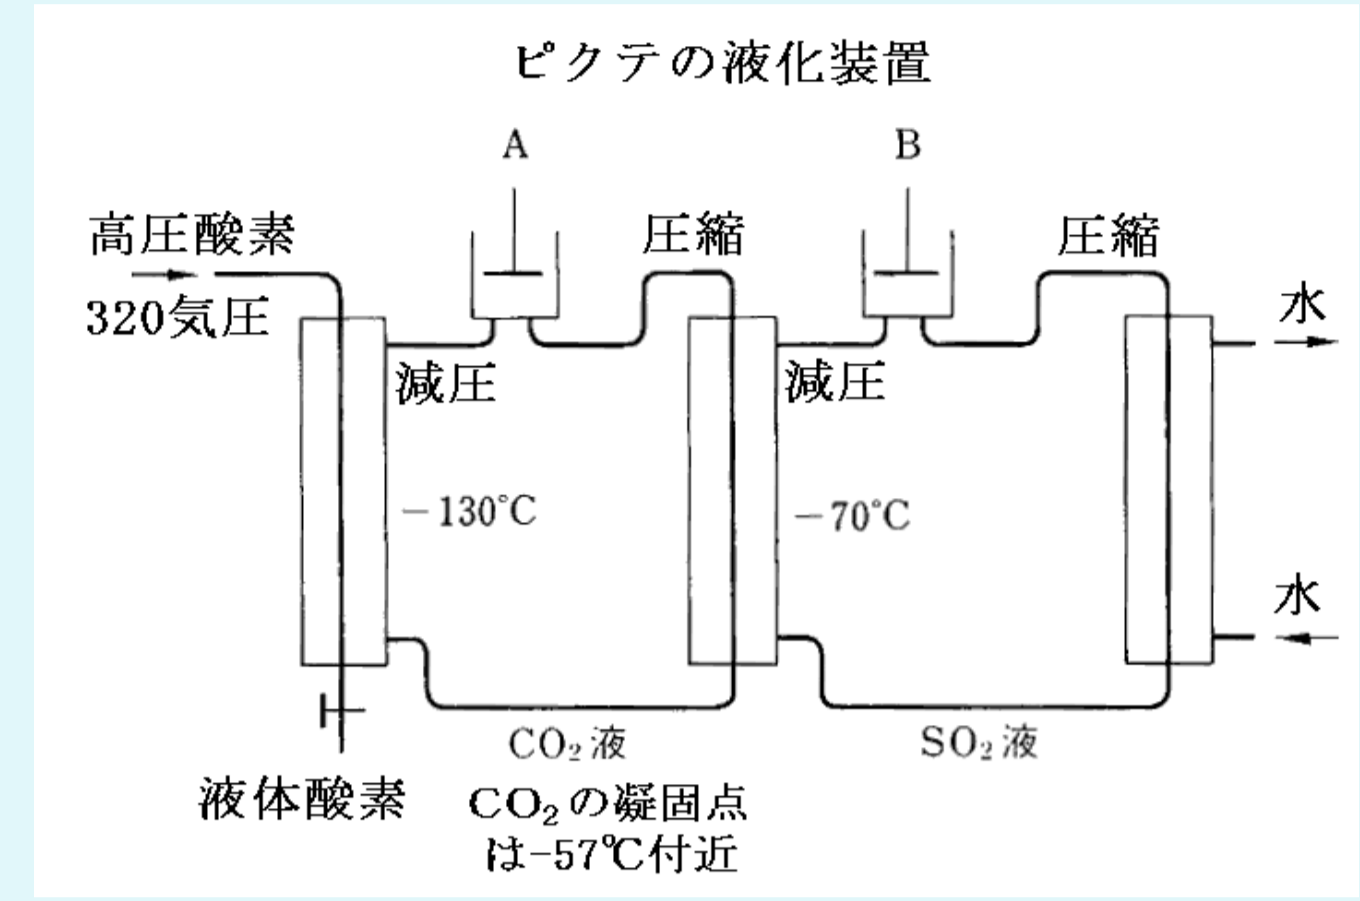 ピクテの液化装置
A
B
高圧酸素
320気圧
圧縮
圧縮
水
減圧
減圧
−130°C
−70°C
水
CO₂液
SO₂液
液体酸素
CO₂の凝固点
は-57℃付近